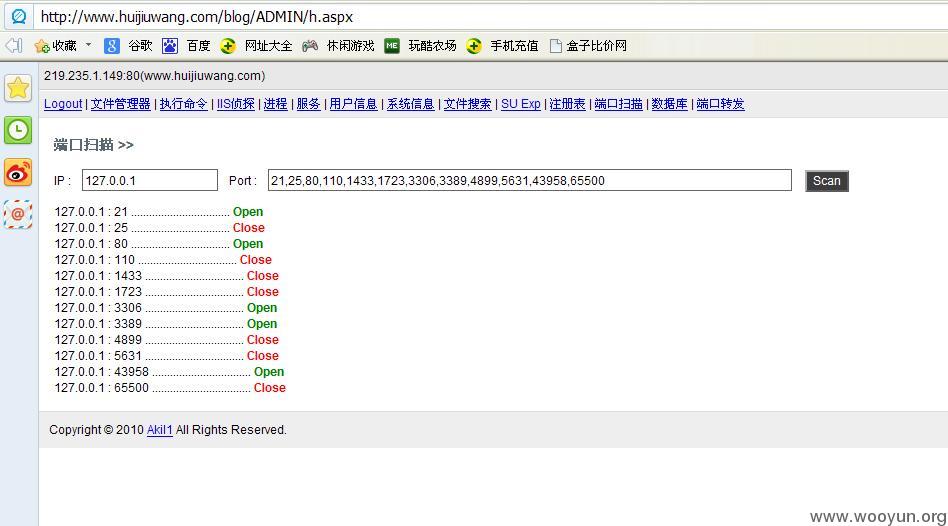 http://www.huijiuwang.com/blog/ADMIN/h.aspx
收藏 谷歌 百度 网址大全 休闲游戏 ME 玩酷农场 手机充值 盒子比价网
219.235.1.149:80(www.huijiuwang.com)
Logout | 文件管理器 | 执行命令 | IIS侦探 | 进程 | 服务 | 用户信息 | 系统信息 | 文件搜索 | SU Exp | 注册表 | 端口扫描 | 数据库 | 端口转发
端口扫描 >>
IP : 127.0.0.1 Port : 21,25,80,110,1433,1723,3306,3389,4899,5631,43958,65500 Scan
127.0.0.1 : 21 ................................. Open
127.0.0.1 : 25 ................................. Close
127.0.0.1 : 80 ................................. Open
127.0.0.1 : 110 ................................. Close
127.0.0.1 : 1433 ................................. Close
127.0.0.1 : 1723 ................................. Close
127.0.0.1 : 3306 ................................. Open
127.0.0.1 : 3389 ................................. Open
127.0.0.1 : 4899 ................................. Close
127.0.0.1 : 5631 ................................. Close
127.0.0.1 : 43958 ................................. Open
127.0.0.1 : 65500 ................................. Close
Copyright © 2010 Akil1 All Rights Reserved.
www.wooyun.org